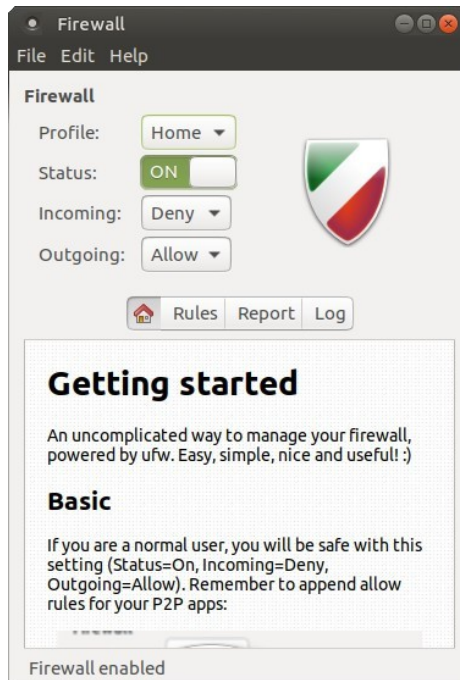 Firewall
File Edit Help
Firewall
Profile: Home
Status: ON
Incoming: Deny
Outgoing: Allow
Rules Report Log
Getting started
An uncomplicated way to manage your firewall,
powered by ufw. Easy, simple, nice and useful! :)
Basic
If you are a normal user, you will be safe with this
setting (Status=On, Incoming=Deny,
Outgoing=Allow). Remember to append allow
rules for your P2P apps:
Firewall enabled